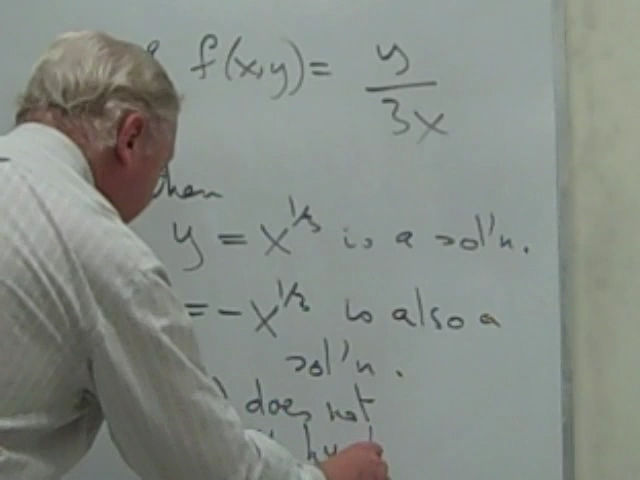 f(x,y) = y/3x
then
y = x^1/3 is a sol'n.
= -x^1/3 is also a
sol'n.
does not